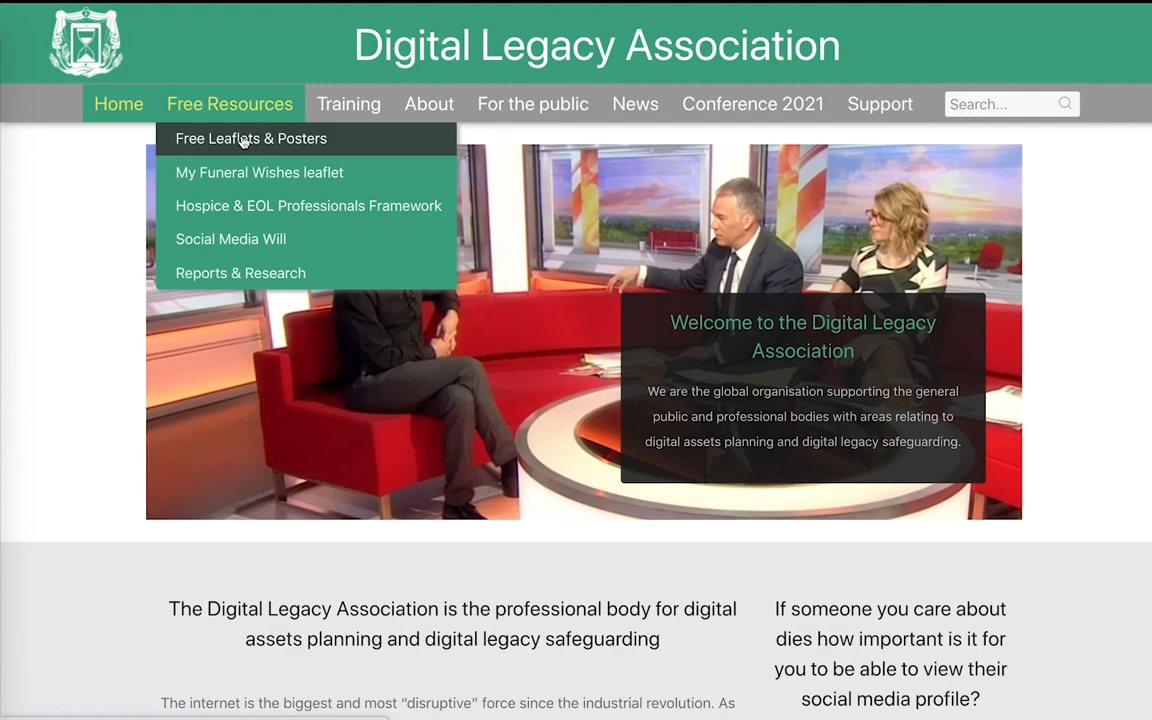 Digital Legacy Association
Home Free Resources Training About For the public News Conference 2021 Support Search...
Free Leaflets & Posters
My Funeral Wishes leaflet
Hospice & EOL Professionals Framework
Social Media Will
Reports & Research
Welcome to the Digital Legacy
Association
We are the global organisation supporting the general
public and professional bodies with areas relating to
digital assets planning and digital legacy safeguarding.
The Digital Legacy Association is the professional body for digital
assets planning and digital legacy safeguarding
The internet is the biggest and most “disruptive” force since the industrial revolution. As
If someone you care about
dies how important is it for
you to be able to view their
social media profile?